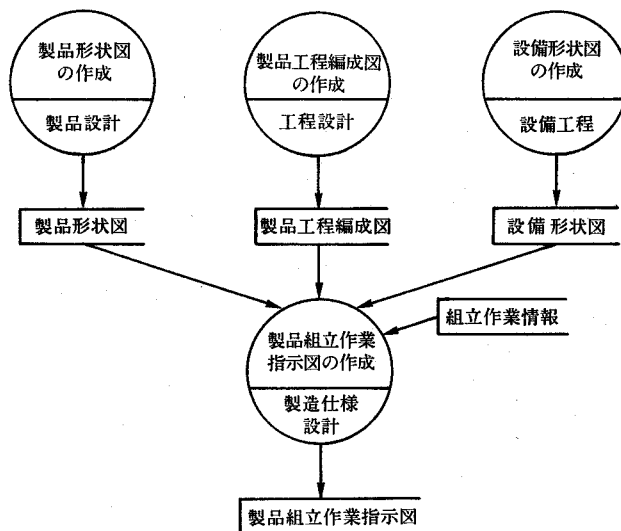 製品形状図
の作成
製品設計
製品工程編成図
の作成
工程設計
設備形状図
の作成
設備工程
製品形状図
製品工程編成図
設備形状図
組立作業情報
製品組立作業
指示図の作成
製造仕様
設計
製品組立作業指示図